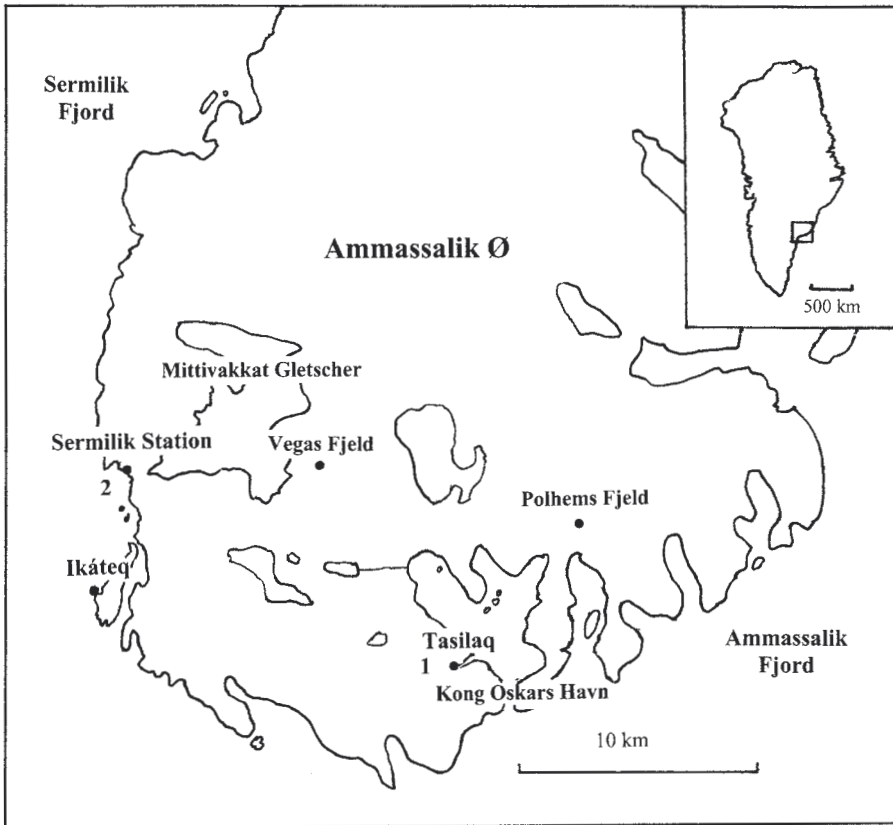 Sermilik
Fjord
Ammassalik Ø
500 km
Mittivakkat Gletscher
Sermilik Station
2
Vegas Fjeld
Polhems Fjeld
Ikáteq
Tasilaq
1
Kong Oskars Havn
Ammassalik
Fjord
10 km